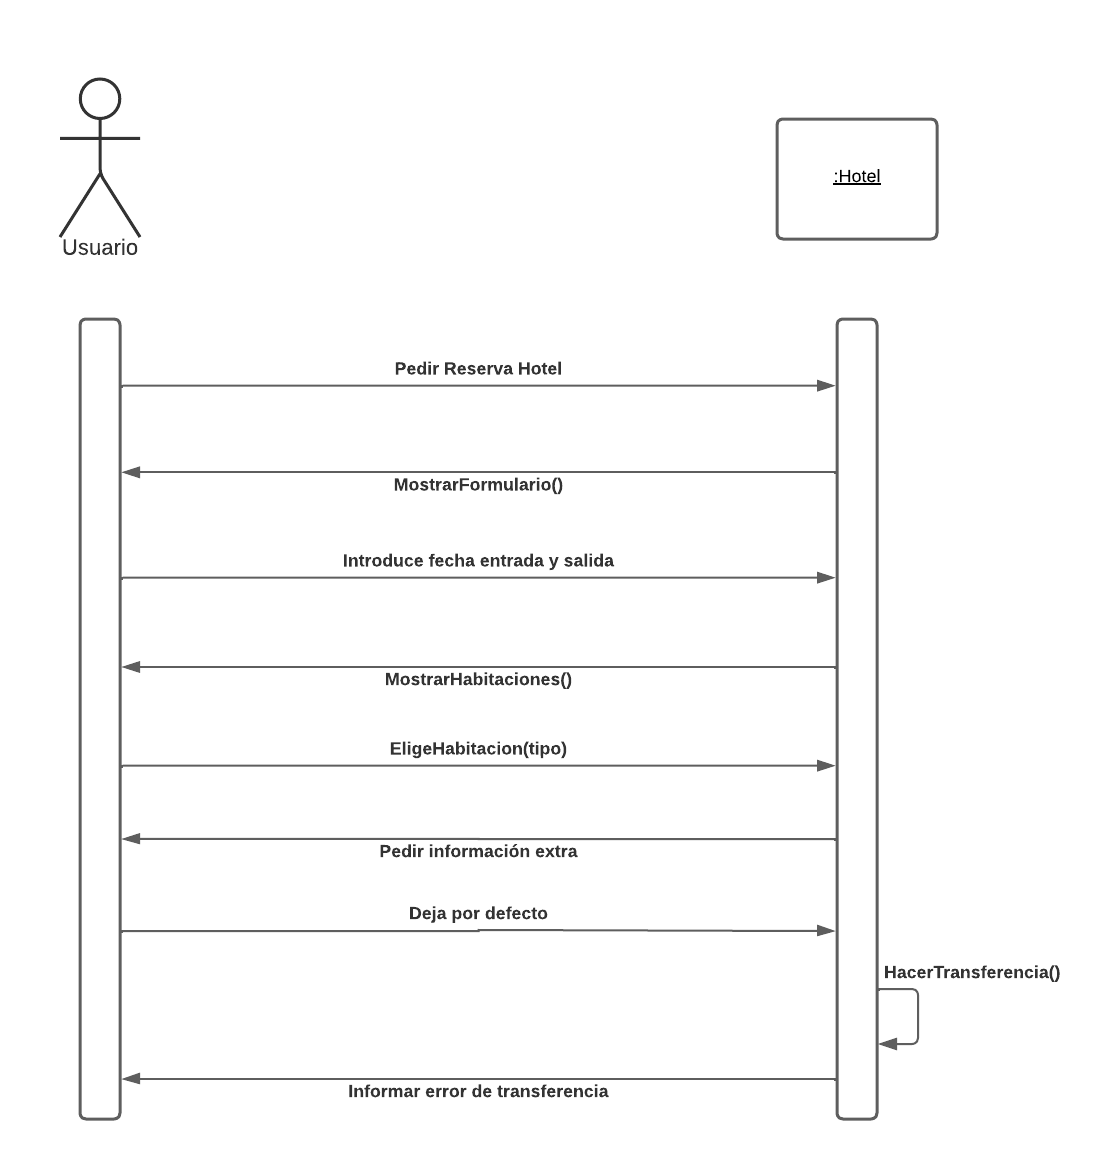 :Hotel
Usuario
Pedir Reserva Hotel
MostrarFormulario()
Introduce fecha entrada y salida
MostrarHabitaciones()
EligeHabitacion(tipo)
Pedir información extra
Deja por defecto
HacerTransferencia()
Informar error de transferencia